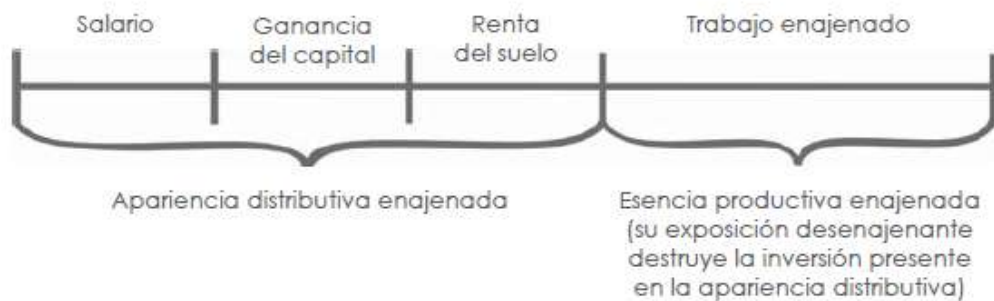 Salario
Ganancia
del capital
Renta
del suelo
Trabajo enajenado
Apariencia distributiva enajenada
Esencia productiva enajenada
(su exposición desenajenante
destruye la inversión presente
en la apariencia distributiva)